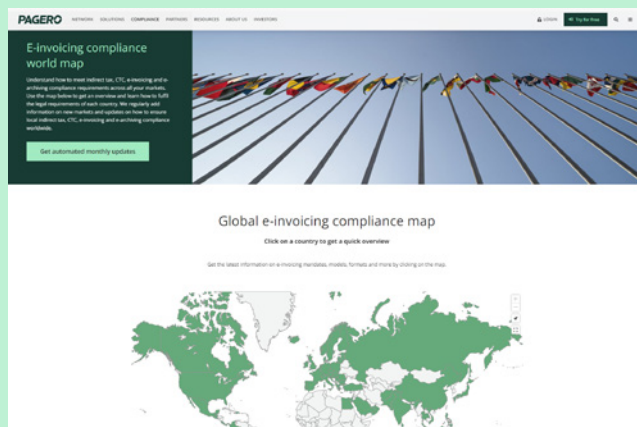 PAGERO NETWORK SOLUTIONS COMPLIANCE PARTNERS RESOURCES ABOUT US INVESTORS LOGIN Try for free
E-invoicing compliance
world map
Understand how to meet indirect tax, CTC, e-invoicing and e-
archiving compliance requirements across all your markets.
Use the map below to get an overview and learn how to fulfil
the legal requirements of each country. We regularly add
information on new markets and updates on how to ensure
local indirect tax, CTC, e-invoicing and e-archiving compliance
worldwide.
Get automated monthly updates
Global e-invoicing compliance map
Click on a country to get a quick overview
Get the latest information on e-invoicing mandates, models, formats and more by clicking on the map.